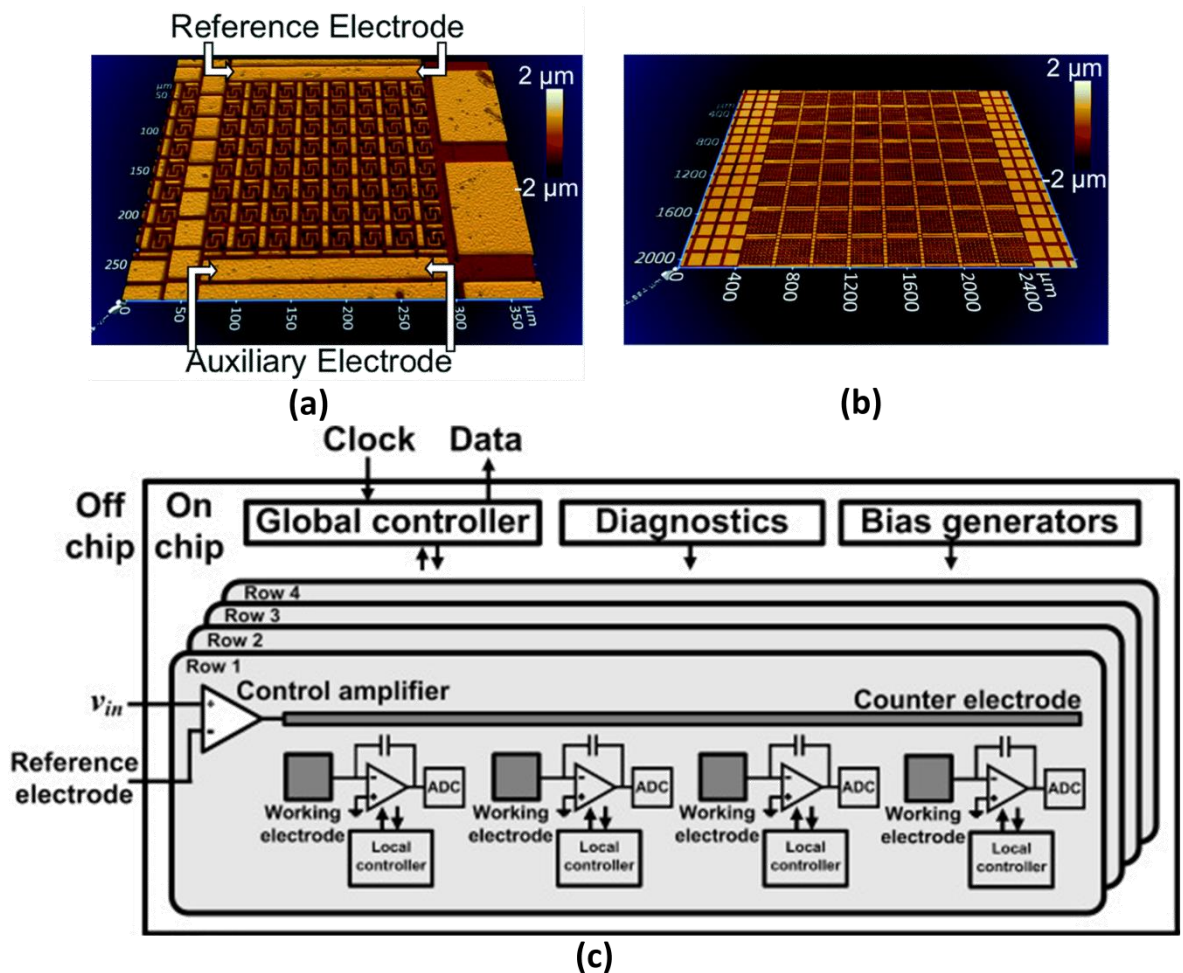 Reference Electrode
2 µm
-2 µm
µm
50
100
150
200
250
0
50
100
150
200
250
300
350
µm
Auxiliary Electrode
(a)
2 µm
-2 µm
µm
400
800
1200
1600
2000
0
400
800
1200
1600
2000
2400
µm
(b)
Clock Data
Off chip
On chip
Global controller
Diagnostics
Bias generators
Row 4
Row 3
Row 2
Row 1
Control amplifier
Counter electrode
vin
+
-
Reference
electrode
Working
electrode
-
+
ADC
Local
controller
Working
electrode
-
+
ADC
Local
controller
Working
electrode
-
+
ADC
Local
controller
Working
electrode
-
+
ADC
Local
controller
(c)